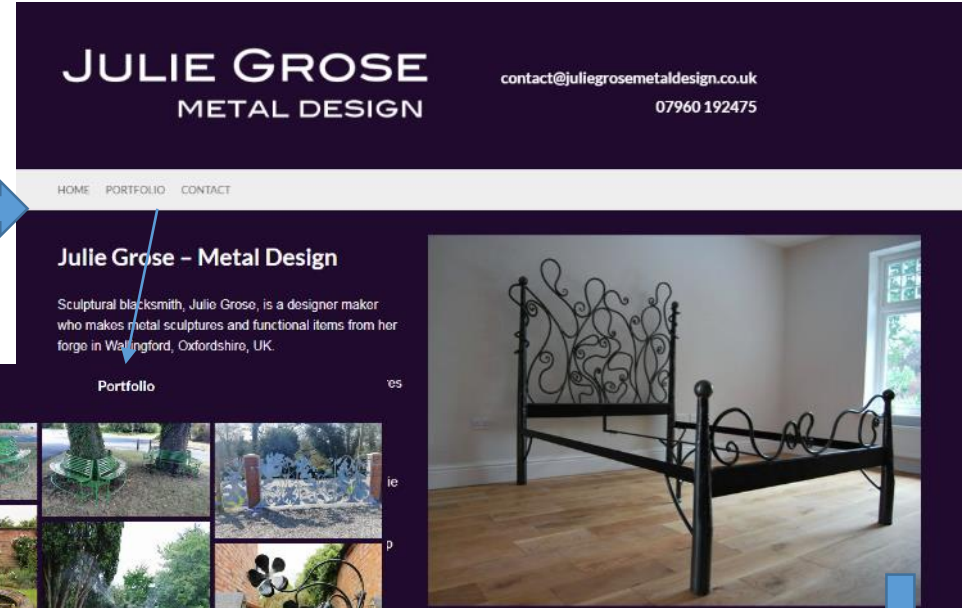 JULIE GROSE
METAL DESIGN
contact@juliegrosemetaldesign.co.uk
07960 192475
HOME PORTFOLIO CONTACT
Julie Grose – Metal Design
Sculptural blacksmith, Julie Grose, is a designer maker
who makes metal sculptures and functional items from her
forge in Wallingford, Oxfordshire, UK.
Portfolio